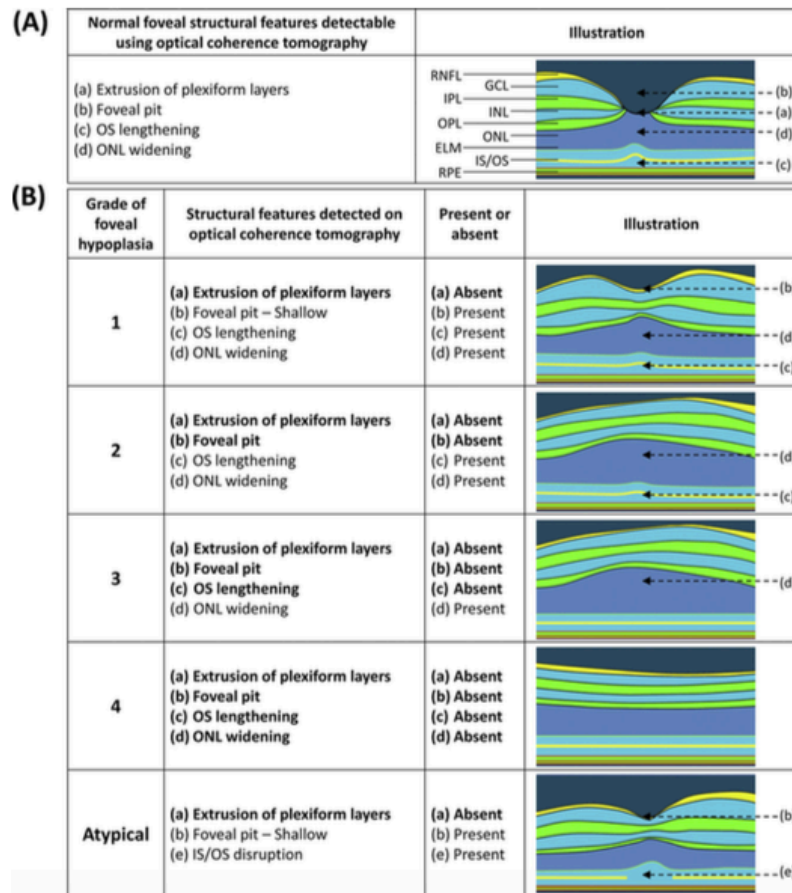 (A)
Normal foveal structural features detectable
using optical coherence tomography
Illustration
(a) Extrusion of plexiform layers
(b) Foveal pit
(c) OS lengthening
(d) ONL widening
RNFL
GCL
IPL
INL
OPL
ONL
ELM
IS/OS
RPE
(b)
(a)
(d)
(c)
(B)
Grade of
foveal
hypoplasia
Structural features detected on
optical coherence tomography
Present or
absent
Illustration
1
(a) Extrusion of plexiform layers
(b) Foveal pit – Shallow
(c) OS lengthening
(d) ONL widening
(a) Absent
(b) Present
(c) Present
(d) Present
(b
(d
(c)
2
(a) Extrusion of plexiform layers
(b) Foveal pit
(c) OS lengthening
(d) ONL widening
(a) Absent
(b) Absent
(c) Present
(d) Present
(d
(c)
3
(a) Extrusion of plexiform layers
(b) Foveal pit
(c) OS lengthening
(d) ONL widening
(a) Absent
(b) Absent
(c) Absent
(d) Present
(d
4
(a) Extrusion of plexiform layers
(b) Foveal pit
(c) OS lengthening
(d) ONL widening
(a) Absent
(b) Absent
(c) Absent
(d) Absent
Atypical
(a) Extrusion of plexiform layers
(b) Foveal pit – Shallow
(e) IS/OS disruption
(a) Absent
(b) Present
(e) Present
(b
(e)